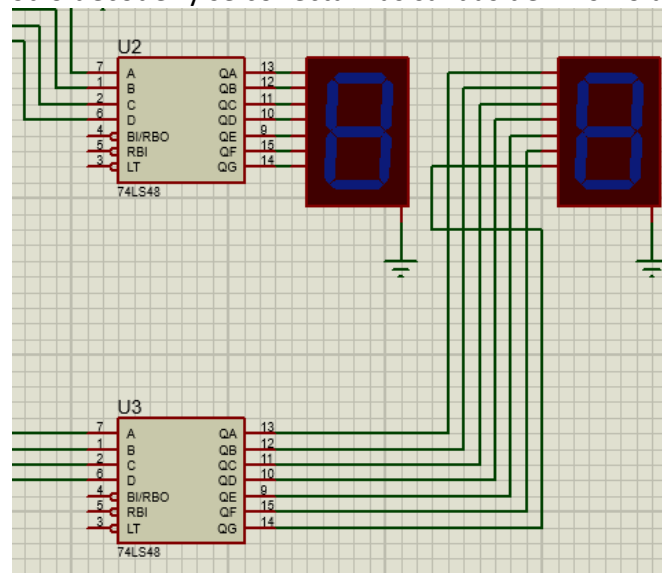 U2
7 A QA 13
1 B QB 12
2 C QC 11
6 D QD 10
4 BI/RBO QE 9
5 RBI QF 15
3 LT QG 14
74LS48
U3
7 A QA 13
1 B QB 12
2 C QC 11
6 D QD 10
4 BI/RBO QE 9
5 RBI QF 15
3 LT QG 14
74LS48